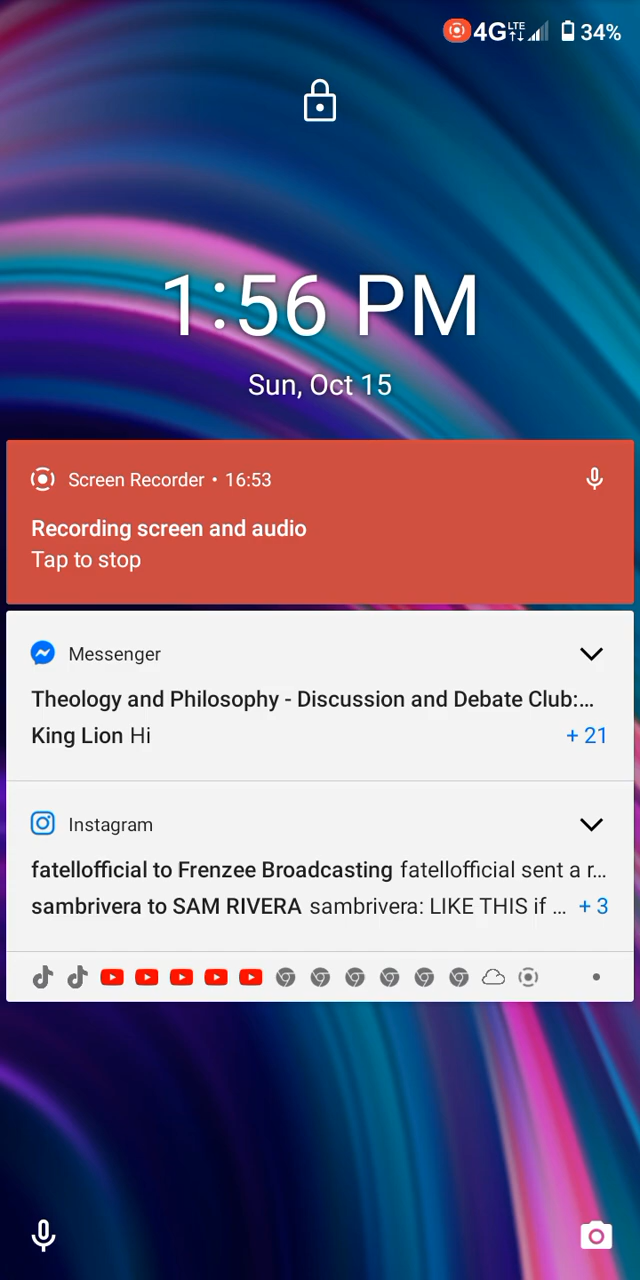 4G LTE 34%
1:56 PM
Sun, Oct 15
Screen Recorder • 16:53
Recording screen and audio
Tap to stop
Messenger
Theology and Philosophy - Discussion and Debate Club:...
King Lion Hi + 21
Instagram
fatellofficial to Frenzee Broadcasting fatellofficial sent a r...
sambrivera to SAM RIVERA sambrivera: LIKE THIS if ... + 3